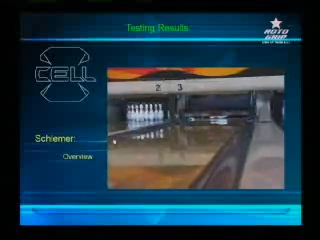 Testing Results
ROTO
GRIP
CELL
2 3
Schiemer:
Overview